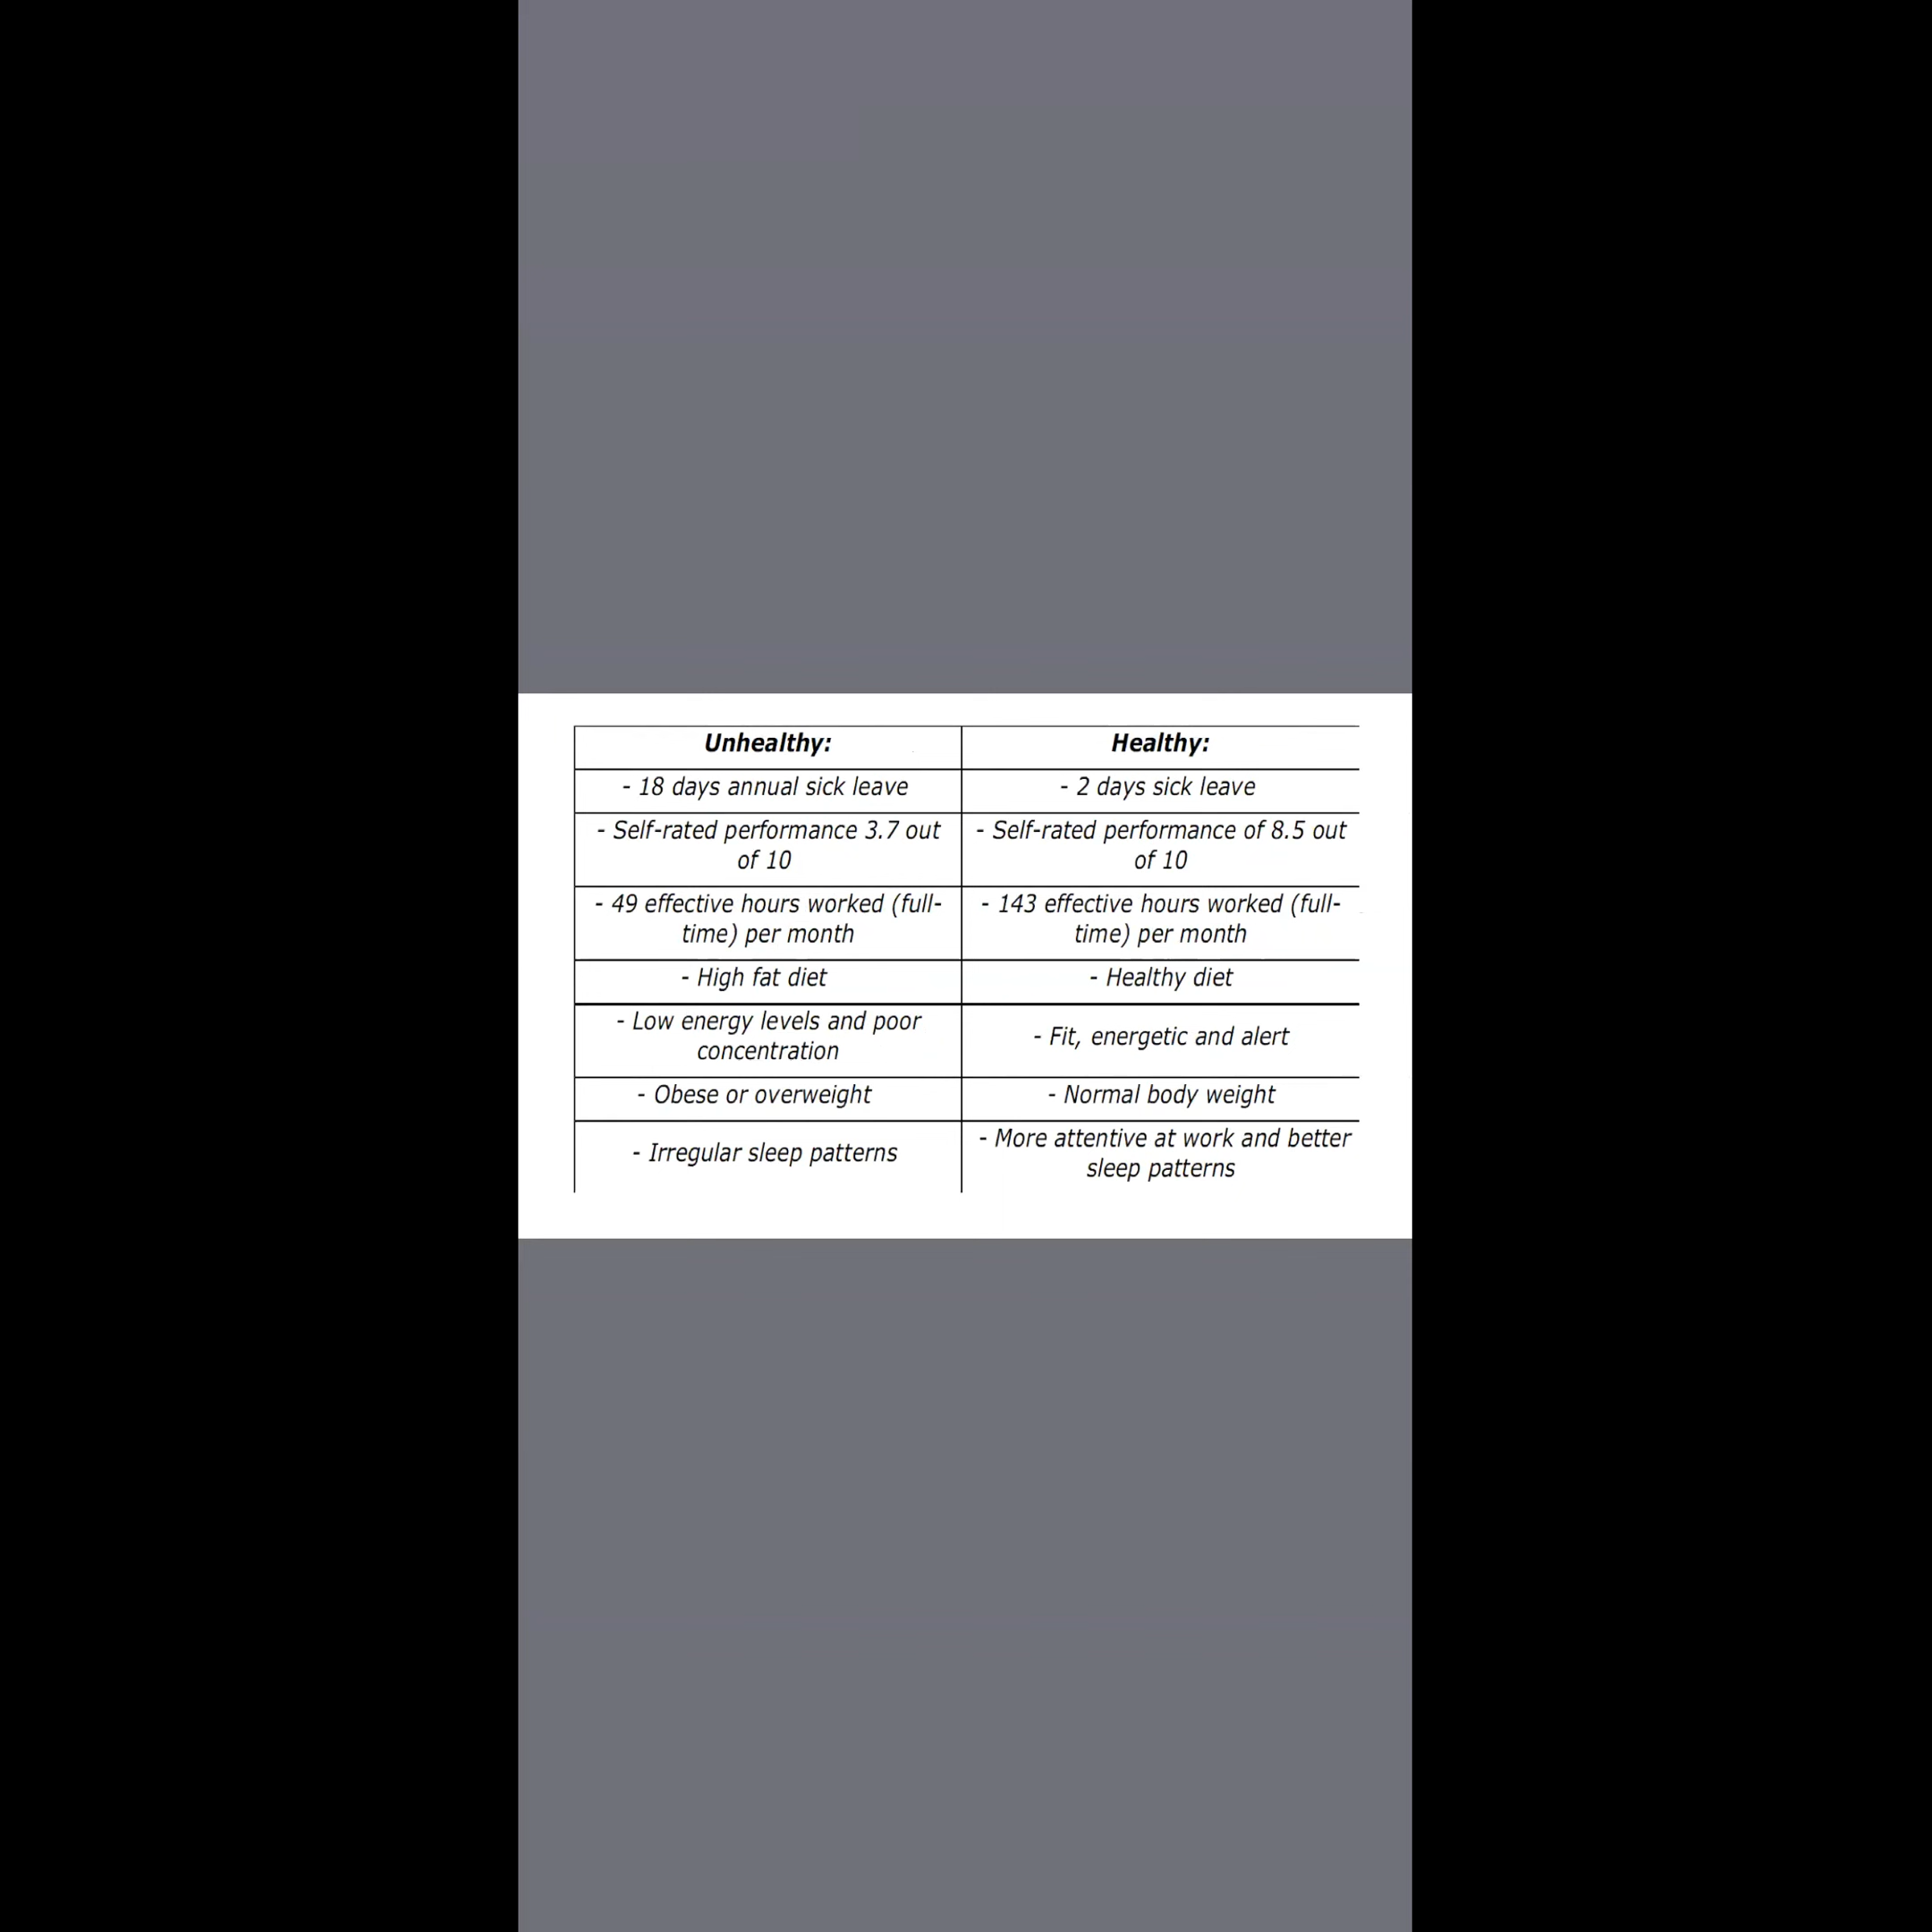 Unhealthy:
Healthy:
- 18 days annual sick leave
- 2 days sick leave
- Self-rated performance 3.7 out
of 10
- Self-rated performance of 8.5 out
of 10
- 49 effective hours worked (full-
time) per month
- 143 effective hours worked (full-
time) per month
- High fat diet
- Healthy diet
- Low energy levels and poor
concentration
- Fit, energetic and alert
- Obese or overweight
- Normal body weight
- Irregular sleep patterns
- More attentive at work and better
sleep patterns